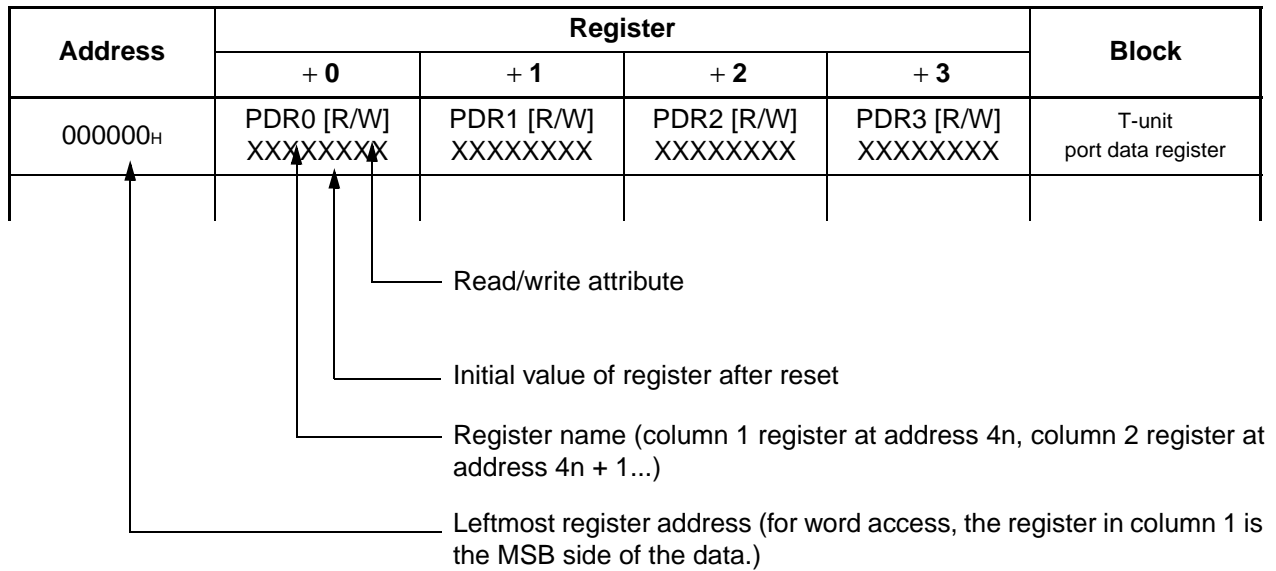 Address
Register
Block
+ 0
+ 1
+ 2
+ 3
000000H
PDR0 [R/W]
XXXXXXXX
PDR1 [R/W]
XXXXXXXX
PDR2 [R/W]
XXXXXXXX
PDR3 [R/W]
XXXXXXXX
T-unit
port data register
Read/write attribute
Initial value of register after reset
Register name (column 1 register at address 4n, column 2 register at
address 4n + 1...)
Leftmost register address (for word access, the register in column 1 is
the MSB side of the data.)